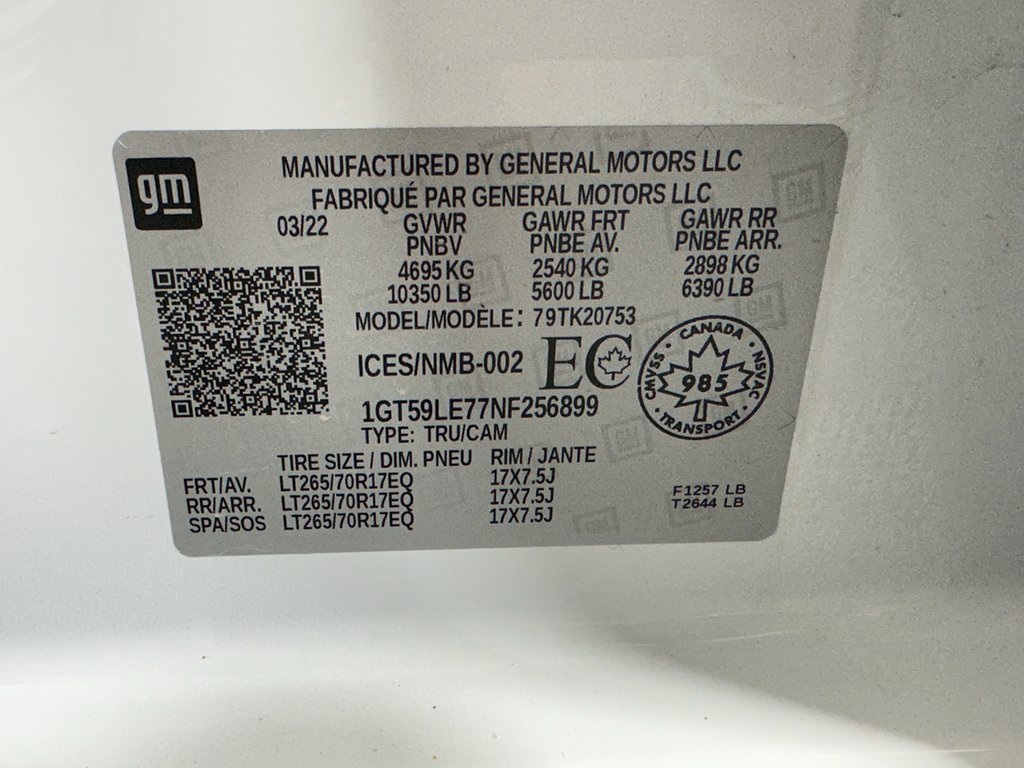 gm
MANUFACTURED BY GENERAL MOTORS LLC
FABRIQUÉ PAR GENERAL MOTORS LLC
03/22 GVWR GAWR FRT GAWR RR
PNBV PNBE AV. PNBE ARR.
4695 KG 2540 KG 2898 KG
10350 LB 5600 LB 6390 LB
MODEL/MODÈLE: 79TK20753
ICES/NMB-002 EC
CANADA
CMVSS 985 NSVAC
TRANSPORT
1GT59LE77NF256899
TYPE: TRU/CAM
TIRE SIZE / DIM. PNEU RIM / JANTE
FRT/AV. LT265/70R17EQ 17X7.5J
RR/ARR. LT265/70R17EQ 17X7.5J
SPA/SOS LT265/70R17EQ 17X7.5J
F1257 LB
T2644 LB